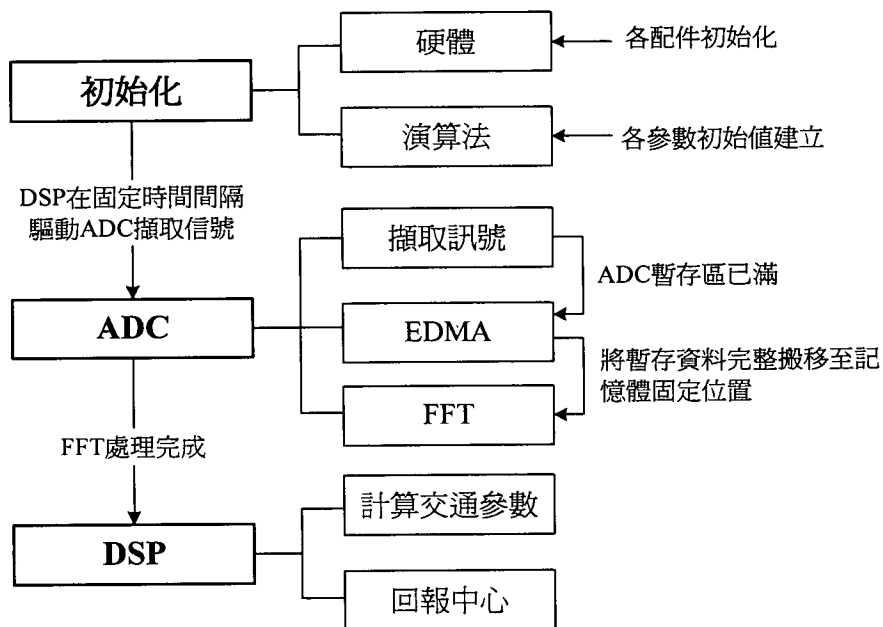 硬體
各配件初始化
初始化
演算法
各參數初始值建立
DSP在固定時間間隔
驅動ADC擷取信號
擷取訊號
ADC暫存區已滿
ADC
EDMA
將暫存資料完整搬移至記
憶體固定位置
FFT
FFT處理完成
計算交通參數
DSP
回報中心